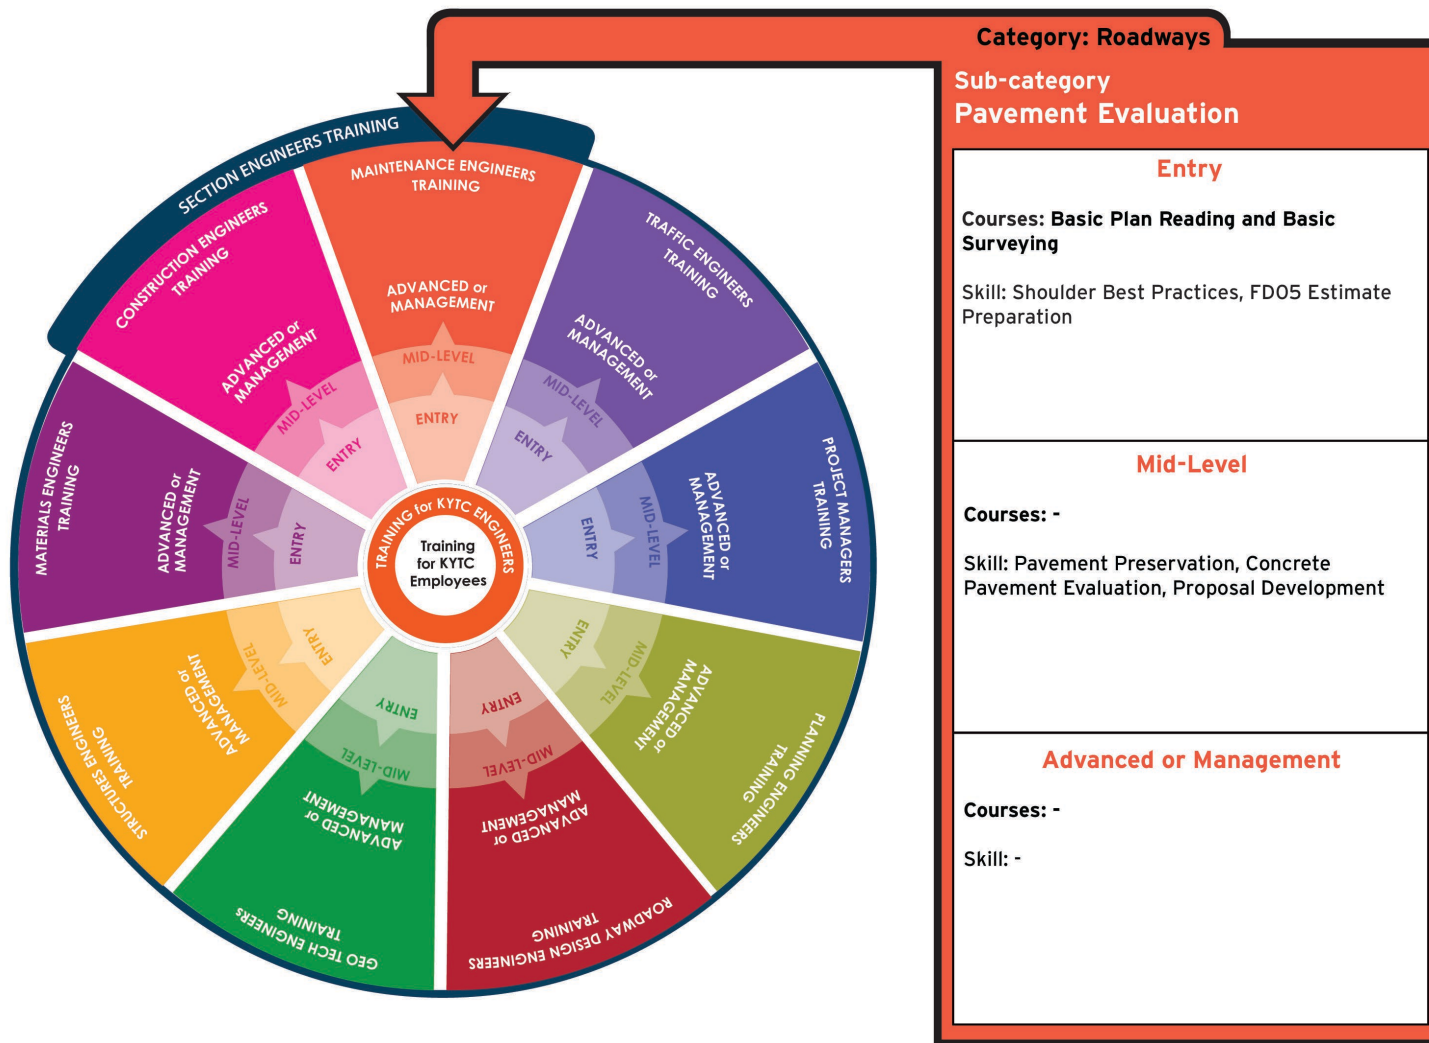 Category: Roadways
Sub-category
Pavement Evaluation
Entry
Courses: Basic Plan Reading and Basic
Surveying
Skill: Shoulder Best Practices, FD05 Estimate
Preparation
Mid-Level
Courses: -
Skill: Pavement Preservation, Concrete
Pavement Evaluation, Proposal Development
Advanced or Management
Courses: -
Skill: -
SECTION ENGINEERS TRAINING
MAINTENANCE ENGINEERS
TRAINING
ADVANCED or
MANAGEMENT
MID-LEVEL
ENTRY
TRAFFIC ENGINEERS
TRAINING
ADVANCED or
MANAGEMENT
MID-LEVEL
ENTRY
PROJECT MANAGERS
TRAINING
ADVANCED or
MANAGEMENT
MID-LEVEL
ENTRY
PLANNING ENGINEERS
TRAINING
ADVANCED or
MANAGEMENT
MID-LEVEL
ENTRY
ROADWAY DESIGN ENGINEERS
TRAINING
ADVANCED or
MANAGEMENT
MID-LEVEL
ENTRY
GEO TECH ENGINEERs
TRAINING
ADVANCED or
MANAGEMENT
MID-LEVEL
ENTRY
STRUCTURES ENGINEERS
TRAINING
ADVANCED or
MANAGEMENT
MID-LEVEL
ENTRY
MATERIALS ENGINEERS
TRAINING
ADVANCED or
MANAGEMENT
MID-LEVEL
ENTRY
CONSTRUCTION ENGINEERS
TRAINING
ADVANCED or
MANAGEMENT
MID-LEVEL
ENTRY
TRAINING for KYTC ENGINEERS
Training
for KYTC
Employees